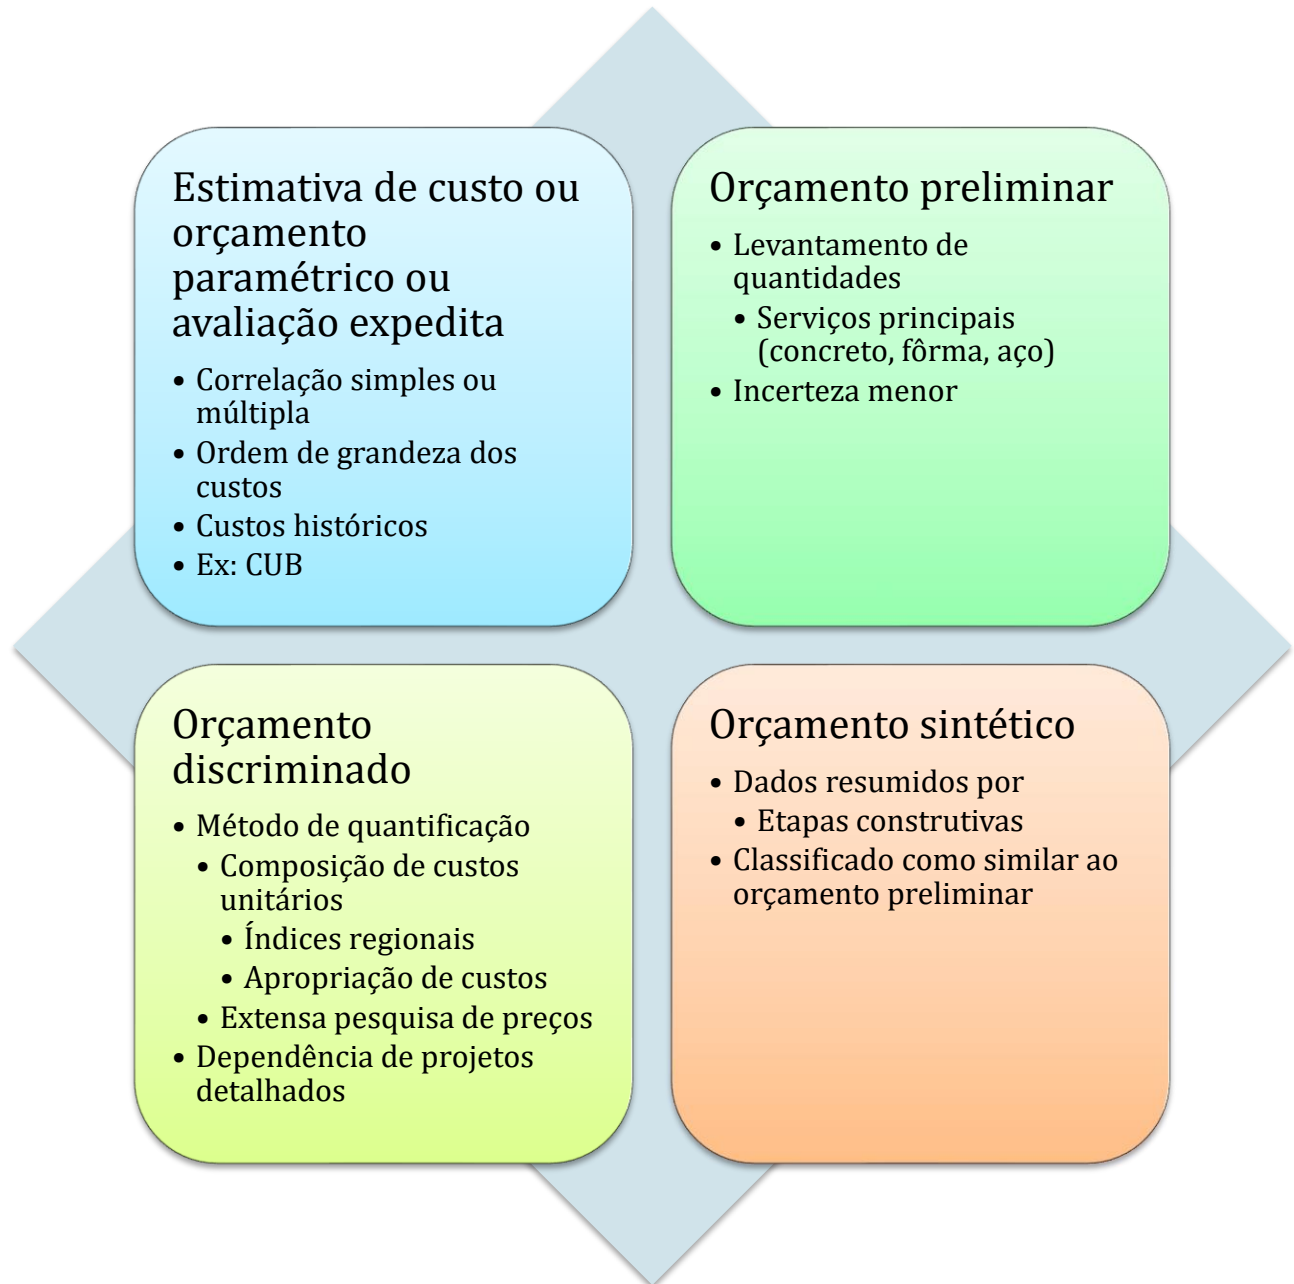 Estimativa de custo ou
orçamento
paramétrico ou
avaliação expedita
• Correlação simples ou
múltipla
• Ordem de grandeza dos
custos
• Custos históricos
• Ex: CUB
Orçamento preliminar
• Levantamento de
quantidades
• Serviços principais
(concreto, fôrma, aço)
• Incerteza menor
Orçamento
discriminado
• Método de quantificação
• Composição de custos
unitários
• Índices regionais
• Apropriação de custos
• Extensa pesquisa de preços
• Dependência de projetos
detalhados
Orçamento sintético
• Dados resumidos por
• Etapas construtivas
• Classificado como similar ao
orçamento preliminar